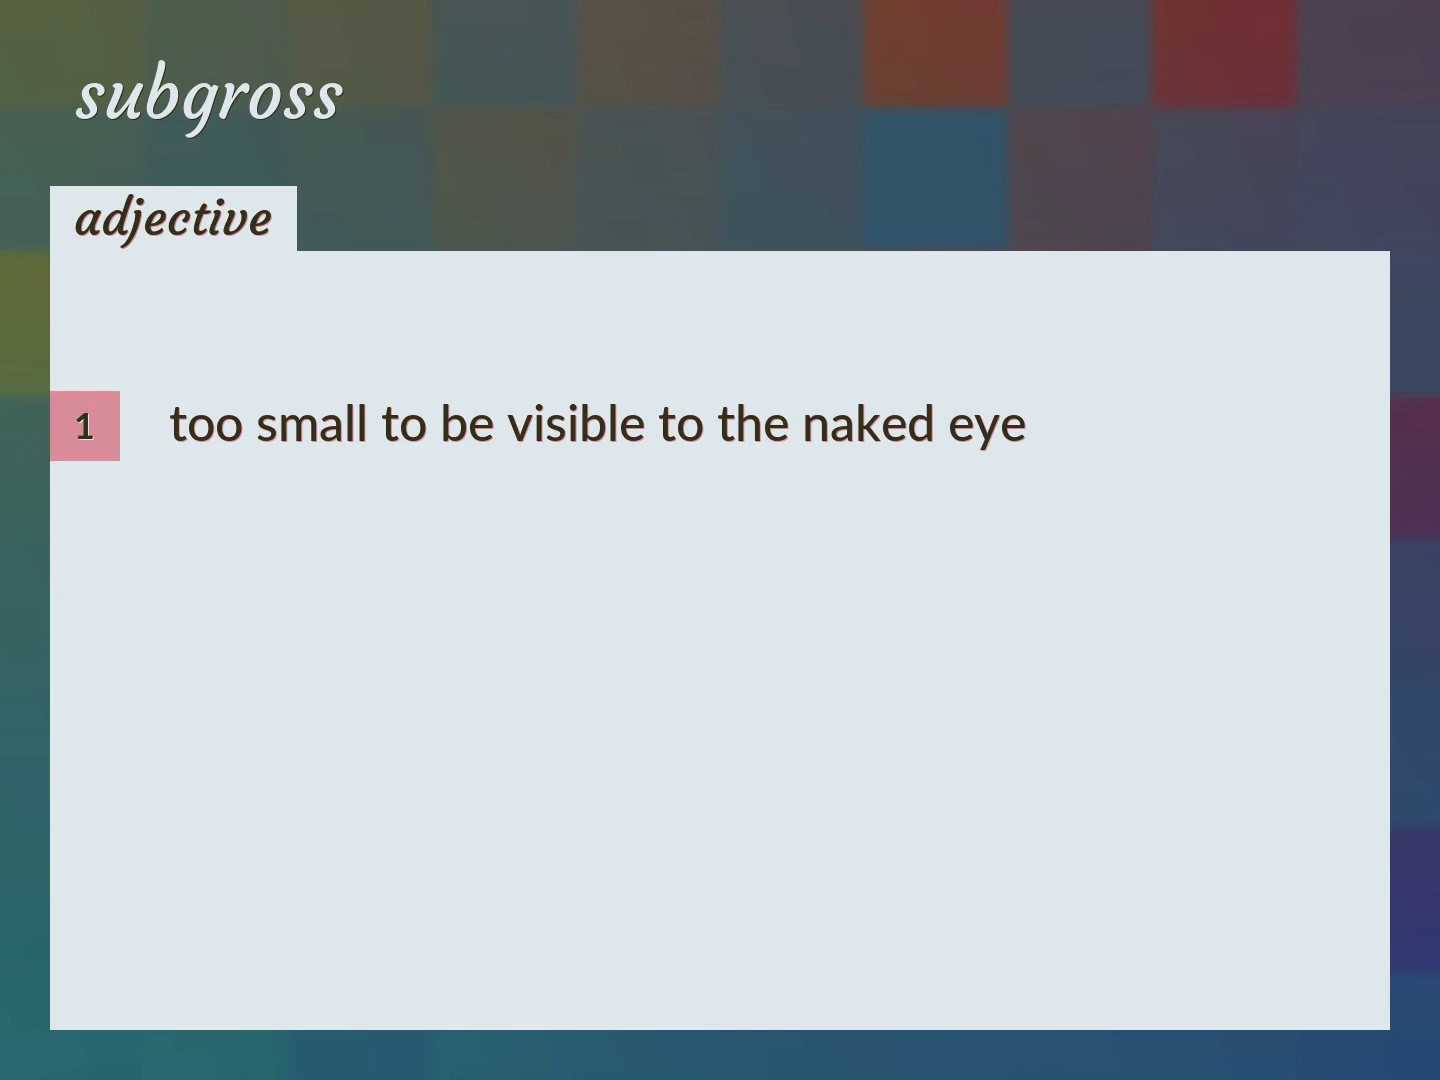 subgross
adjective
1 too small to be visible to the naked eye